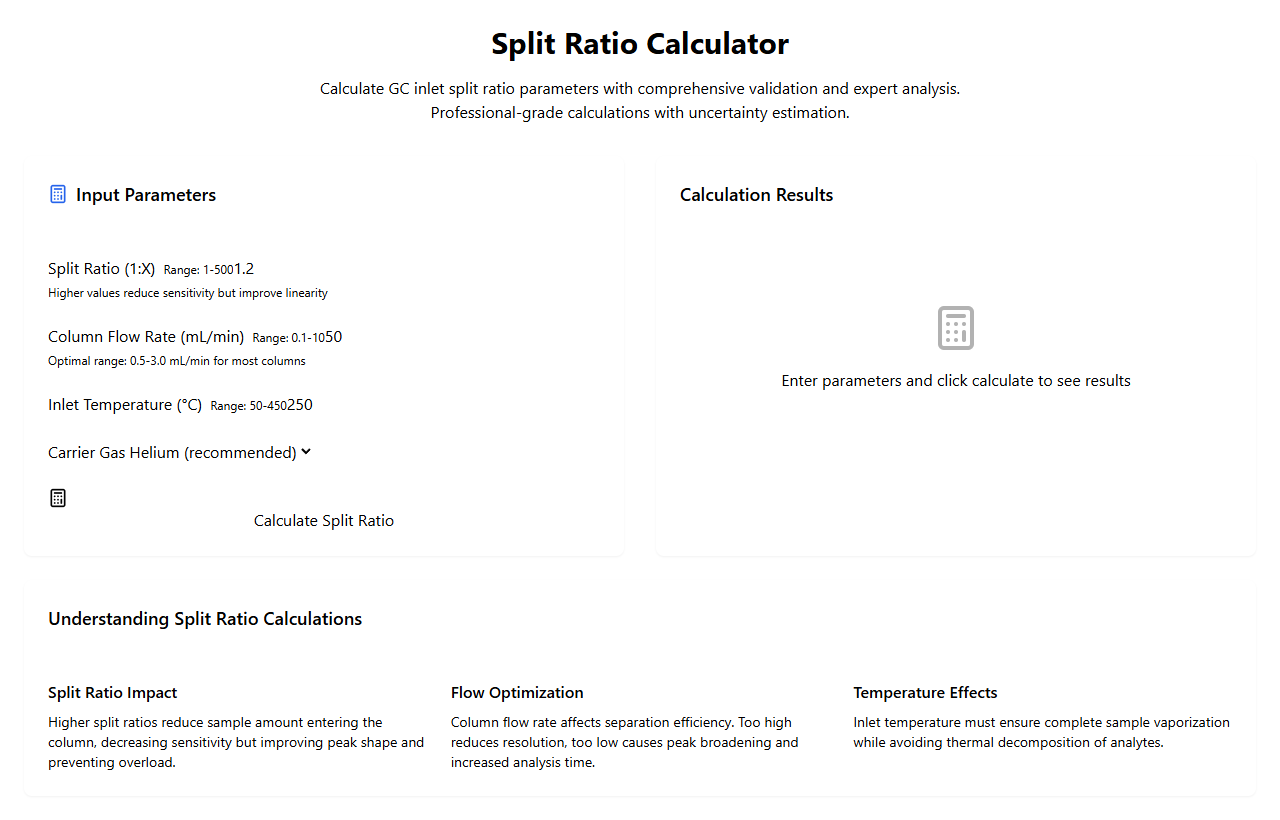 Split Ratio Calculator
Calculate GC inlet split ratio parameters with comprehensive validation and expert analysis.
Professional-grade calculations with uncertainty estimation.
Input Parameters
Split Ratio (1:X) Range: 1-5001.2
Higher values reduce sensitivity but improve linearity
Column Flow Rate (mL/min) Range: 0.1-1050
Optimal range: 0.5-3.0 mL/min for most columns
Inlet Temperature (°C) Range: 50-450250
Carrier Gas Helium (recommended)
Calculate Split Ratio
Calculation Results
Enter parameters and click calculate to see results
Understanding Split Ratio Calculations
Split Ratio Impact
Higher split ratios reduce sample amount entering the
column, decreasing sensitivity but improving peak shape and
preventing overload.
Flow Optimization
Column flow rate affects separation efficiency. Too high
reduces resolution, too low causes peak broadening and
increased analysis time.
Temperature Effects
Inlet temperature must ensure complete sample vaporization
while avoiding thermal decomposition of analytes.